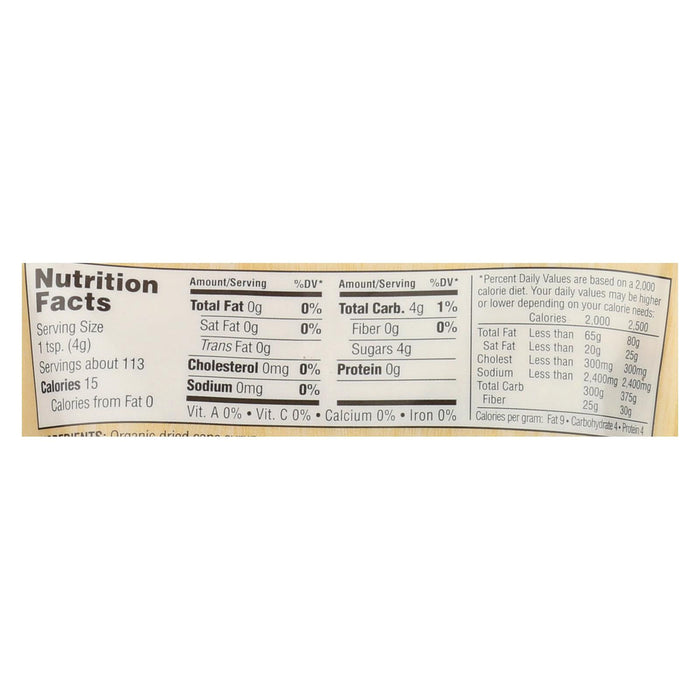 Nutrition
Facts
Serving Size
1 tsp. (4g)
Servings about 113
Calories 15
Calories from Fat 0
Amount/Serving %DV*
Total Fat 0g 0%
Sat Fat 0g 0%
Trans Fat 0g
Cholesterol 0mg 0%
Sodium 0mg 0%
Amount/Serving %DV*
Total Carb. 4g 1%
Fiber 0g 0%
Sugars 4g
Protein 0g
Vit. A 0% • Vit. C 0% • Calcium 0% • Iron 0%
*Percent Daily Values are based on a 2,000
calorie diet. Your daily values may be higher
or lower depending on your calorie needs:
Calories 2,000 2,500
Total Fat Less than 65g 80g
Sat Fat Less than 20g 25g
Cholest Less than 300mg 300mg
Sodium Less than 2,400mg 2,400mg
Total Carb 300g 375g
Fiber 25g 30g
Calories per gram: Fat 9 • Carbohydrate 4 • Protein 4
INGREDIENTS: Organic dried cane